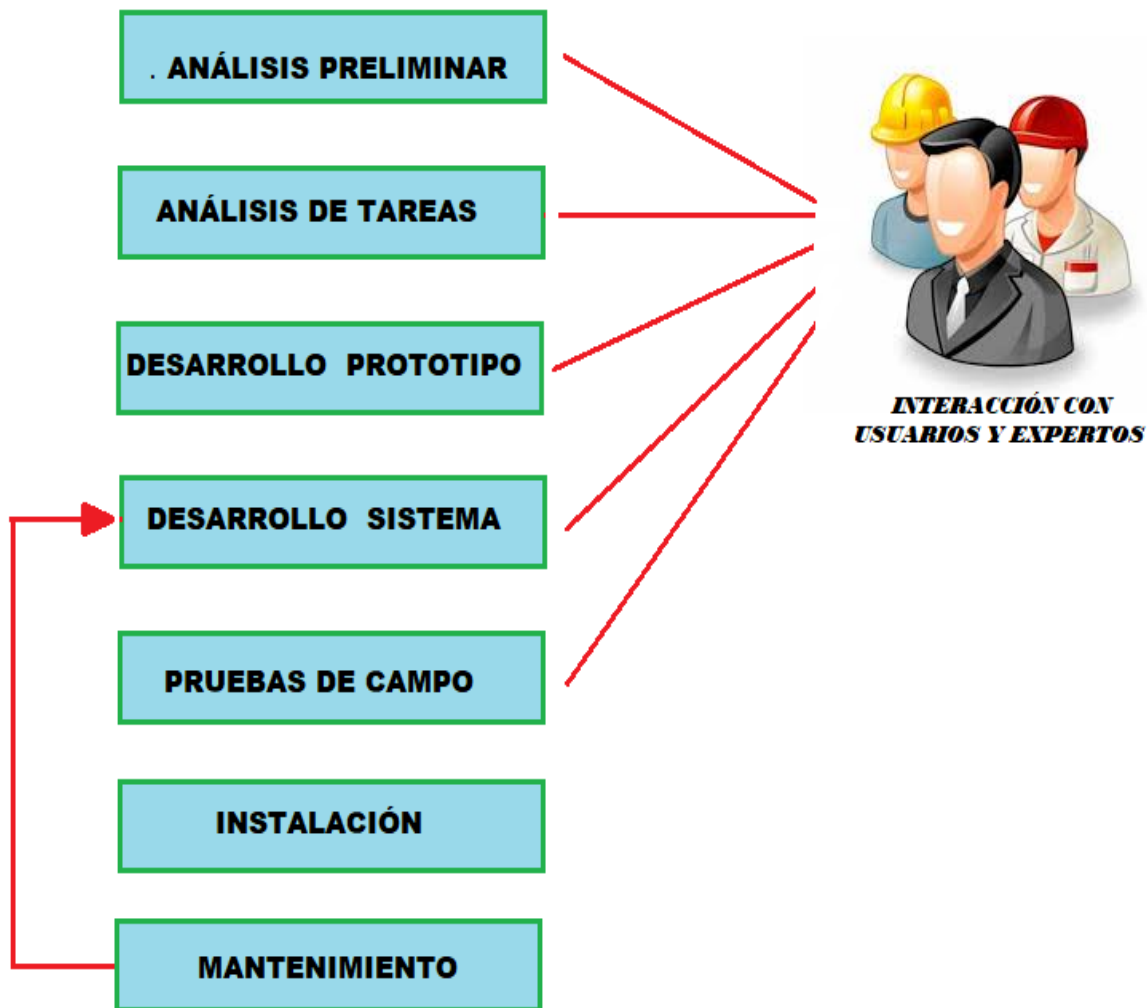 . ANÁLISIS PRELIMINAR
ANÁLISIS DE TAREAS
DESARROLLO PROTOTIPO
DESARROLLO SISTEMA
PRUEBAS DE CAMPO
INSTALACIÓN
MANTENIMIENTO
INTERACCIÓN CON
USUARIOS Y EXPERTOS